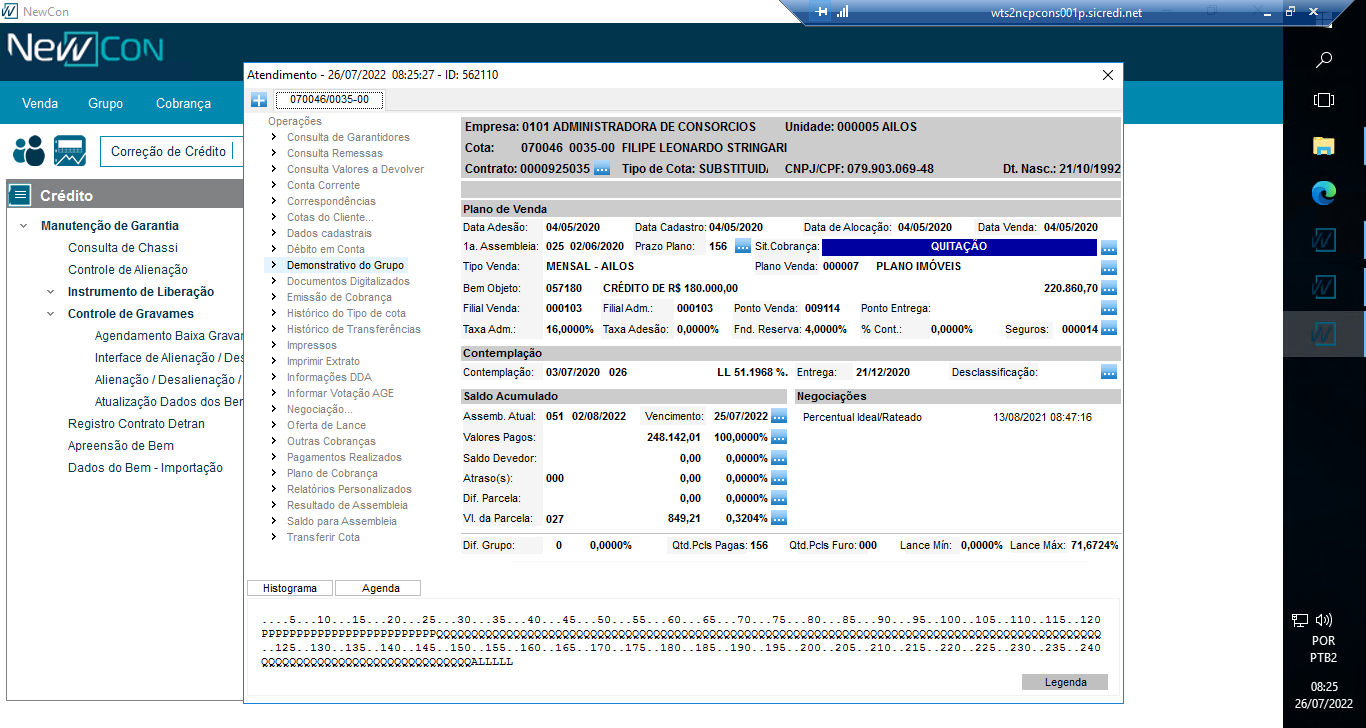 NewCon
wts2ncpcons001p.sicredi.net
NewCon
Venda Grupo Cobrança
Correção de Crédito
Crédito
Manutenção de Garantia
Consulta de Chassi
Controle de Alienação
Instrumento de Liberação
Controle de Gravames
Agendamento Baixa Gravar
Interface de Alienação / Des
Alienação / Desalienação /
Atualização Dados dos Ber
Registro Contrato Detran
Apreensão de Bem
Dados do Bem - Importação
Atendimento - 26/07/2022 08:25:27 - ID: 562110
070046/0035-00
Operações
Consulta de Garantidores
Consulta Remessas
Consulta Valores a Devolver
Conta Corrente
Correspondências
Cotas do Cliente...
Dados cadastrais
Débito em Conta
Demonstrativo do Grupo
Documentos Digitalizados
Emissão de Cobrança
Histórico do Tipo de cota
Histórico de Transferências
Impressos
Imprimir Extrato
Informações DDA
Informar Votação AGE
Negociação...
Oferta de Lance
Outras Cobranças
Pagamentos Realizados
Plano de Cobrança
Relatórios Personalizados
Resultado de Assembleia
Saldo para Assembleia
Transferir Cota
Empresa: 0101 ADMINISTRADORA DE CONSORCIOS Unidade: 000005 AILOS
Cota: 070046 0035-00 FILIPE LEONARDO STRINGARI
Contrato: 0000925035 ... Tipo de Cota: SUBSTITUIDA CNPJ/CPF: 079.903.069-48 Dt. Nasc.: 21/10/1992
Plano de Venda
Data Adesão: 04/05/2020 Data Cadastro: 04/05/2020 Data de Alocação: 04/05/2020 Data Venda: 04/05/2020
1a. Assembleia: 025 02/06/2020 Prazo Plano: 156 ... Sit.Cobrança: QUITAÇÃO ...
Tipo Venda: MENSAL - AILOS Plano Venda: 000007 PLANO IMÓVEIS ...
Bem Objeto: 057180 CRÉDITO DE R$ 180.000,00 220.860,70 ...
Filial Venda: 000103 Filial Adm.: 000103 Ponto Venda: 009114 Ponto Entrega: ...
Taxa Adm.: 16,0000% Taxa Adesão: 0,0000% Fnd. Reserva: 4,0000% % Cont.: 0,0000% Seguros: 000014 ...
Contemplação
Contemplação: 03/07/2020 026 LL 51.1968 %. Entrega: 21/12/2020 Desclassificação: ...
Saldo Acumulado Negociações
Assemb. Atual: 051 02/08/2022 Vencimento: 25/07/2022 ... Percentual Ideal/Rateado 13/08/2021 08:47:16
Valores Pagos: 248.142,01 100,0000% ...
Saldo Devedor: 0,00 0,0000% ...
Atraso(s): 000 0,00 0,0000% ...
Dif. Parcela: 0,00 0,0000% ...
Vl. da Parcela: 027 849,21 0,3204% ...
Dif. Grupo: 0 0,0000% Qtd.Pcls Pagas: 156 Qtd.Pcls Furo: 000 Lance Mín: 0,0000% Lance Máx: 71,6724%
Histograma Agenda
....5...10...15...20...25...30...35...40...45...50...55...60...65...70...75...80...85...90...95..100..105..110..115..120
PPPPPPPPPPPPPPPPPPPPPPPPPQQQQQQQQQQQQQQQQQQQQQQQQQQQQQQQQQQQQQQQQQQQQQQQQQQQQQQQQQQQQQQQQQQQQQQQQQQQQQQQQQQQQQQQQQQQQQQQ
..125..130..135..140..145..150..155..160..165..170..175..180..185..190..195..200..205..210..215..220..225..230..235..240
QQQQQQQQQQQQQQQQQQQQQQQQQQQQQQALLLLL
Legenda
POR
PTB2
08:25
26/07/2022